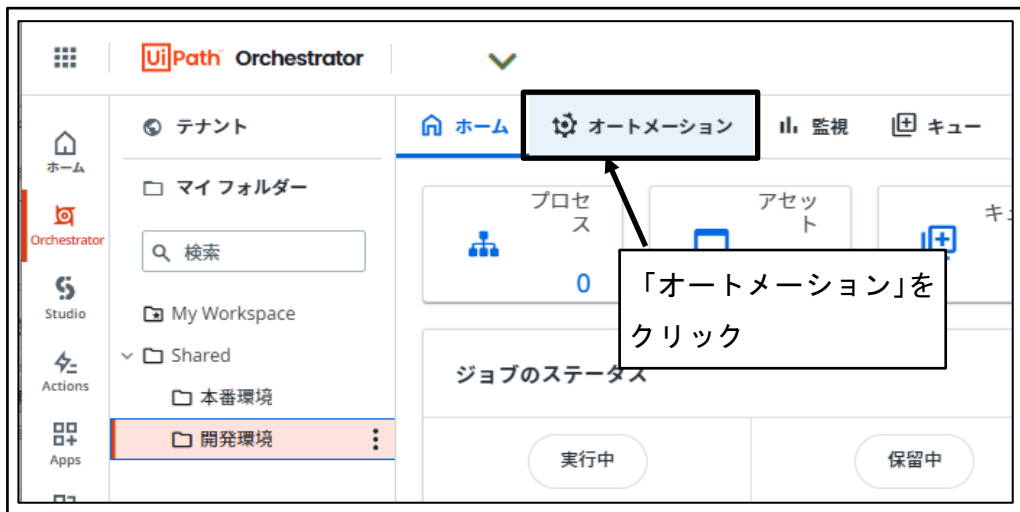 UiPath Orchestrator
テナント
ホーム
オートメーション
監視
キュー
ホーム
マイ フォルダー
Orchestrator
検索
プロセ
ス
0
アセッ
ト
「オートメーション」を
クリック
Studio
My Workspace
Shared
Actions
本番環境
ジョブのステータス
開発環境
Apps
実行中
保留中